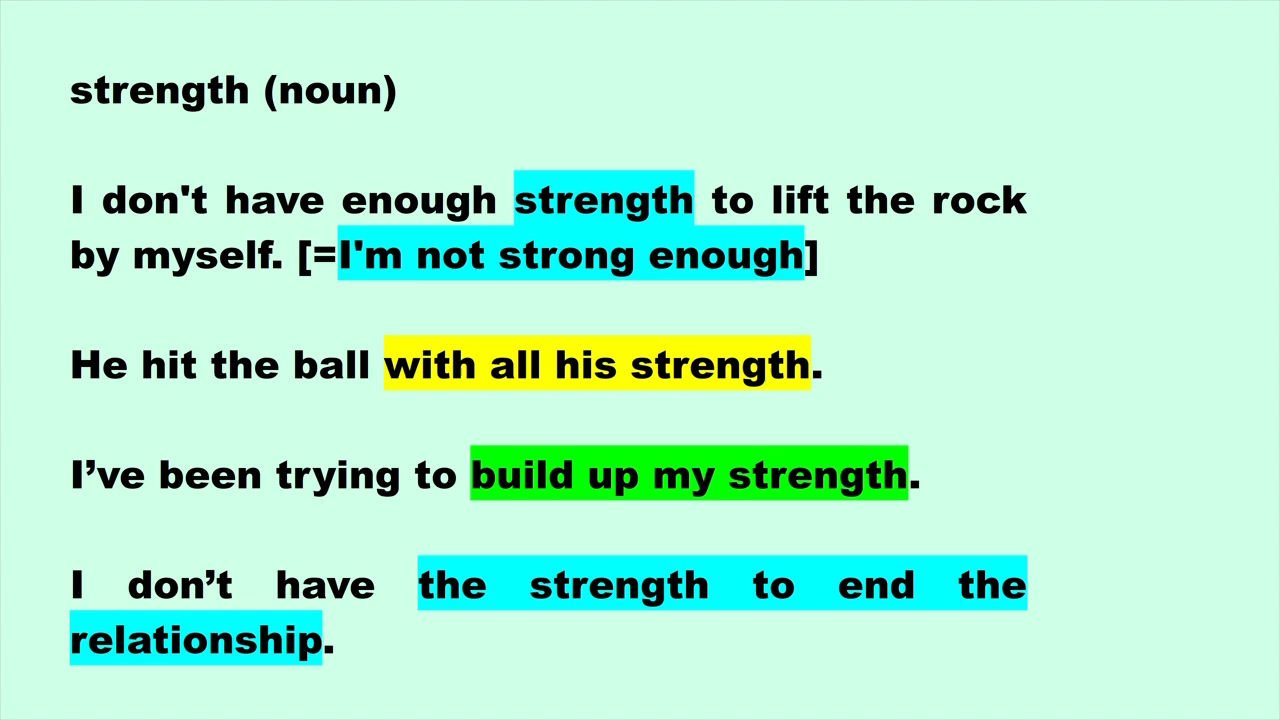 strength (noun)
I don't have enough strength to lift the rock
by myself. [=I'm not strong enough]
He hit the ball with all his strength.
I’ve been trying to build up my strength.
I don’t have the strength to end the
relationship.